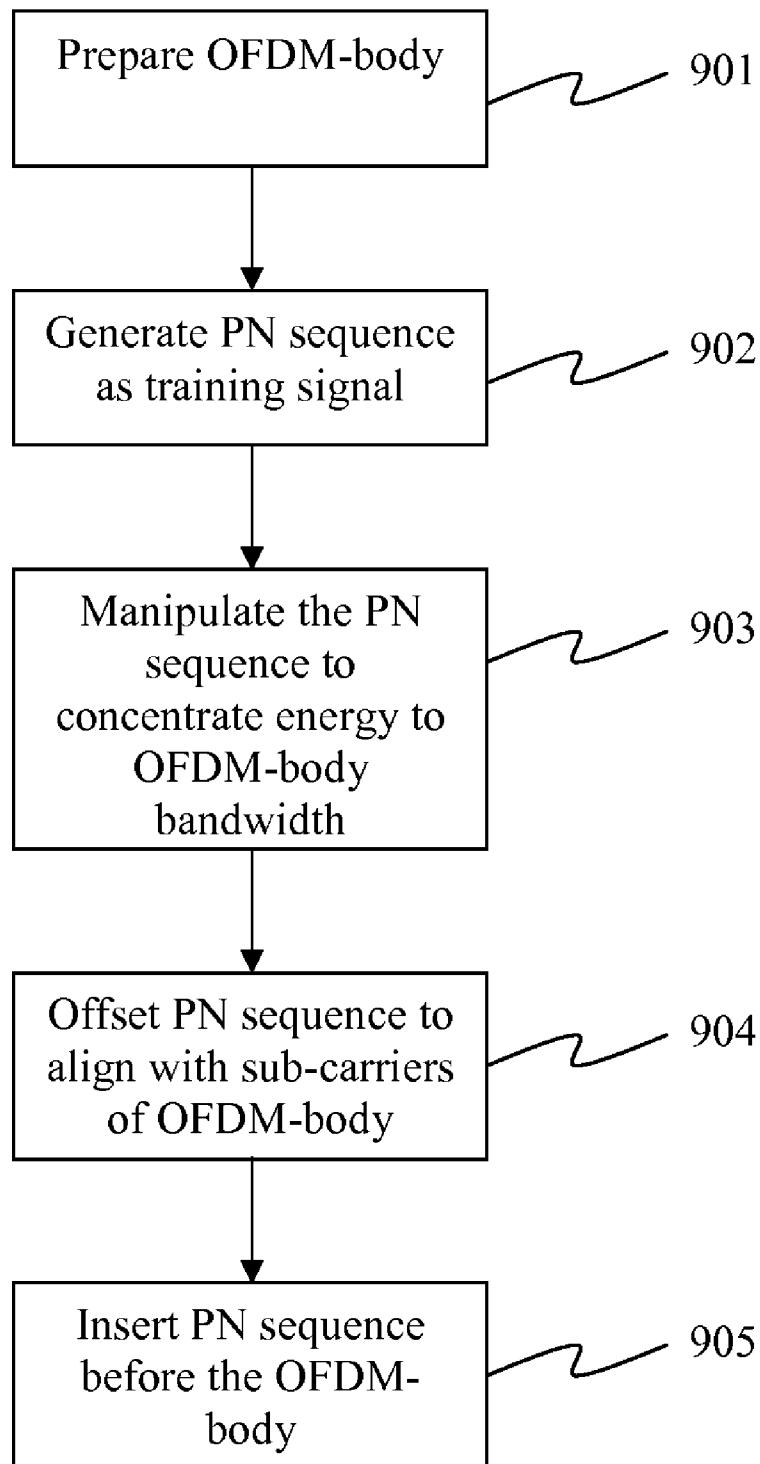 Prepare OFDM-body
901
Generate PN sequence
as training signal
902
Manipulate the PN
sequence to
concentrate energy to
OFDM-body
bandwidth
903
Offset PN sequence to
align with sub-carriers
of OFDM-body
904
Insert PN sequence
before the OFDM-
body
905